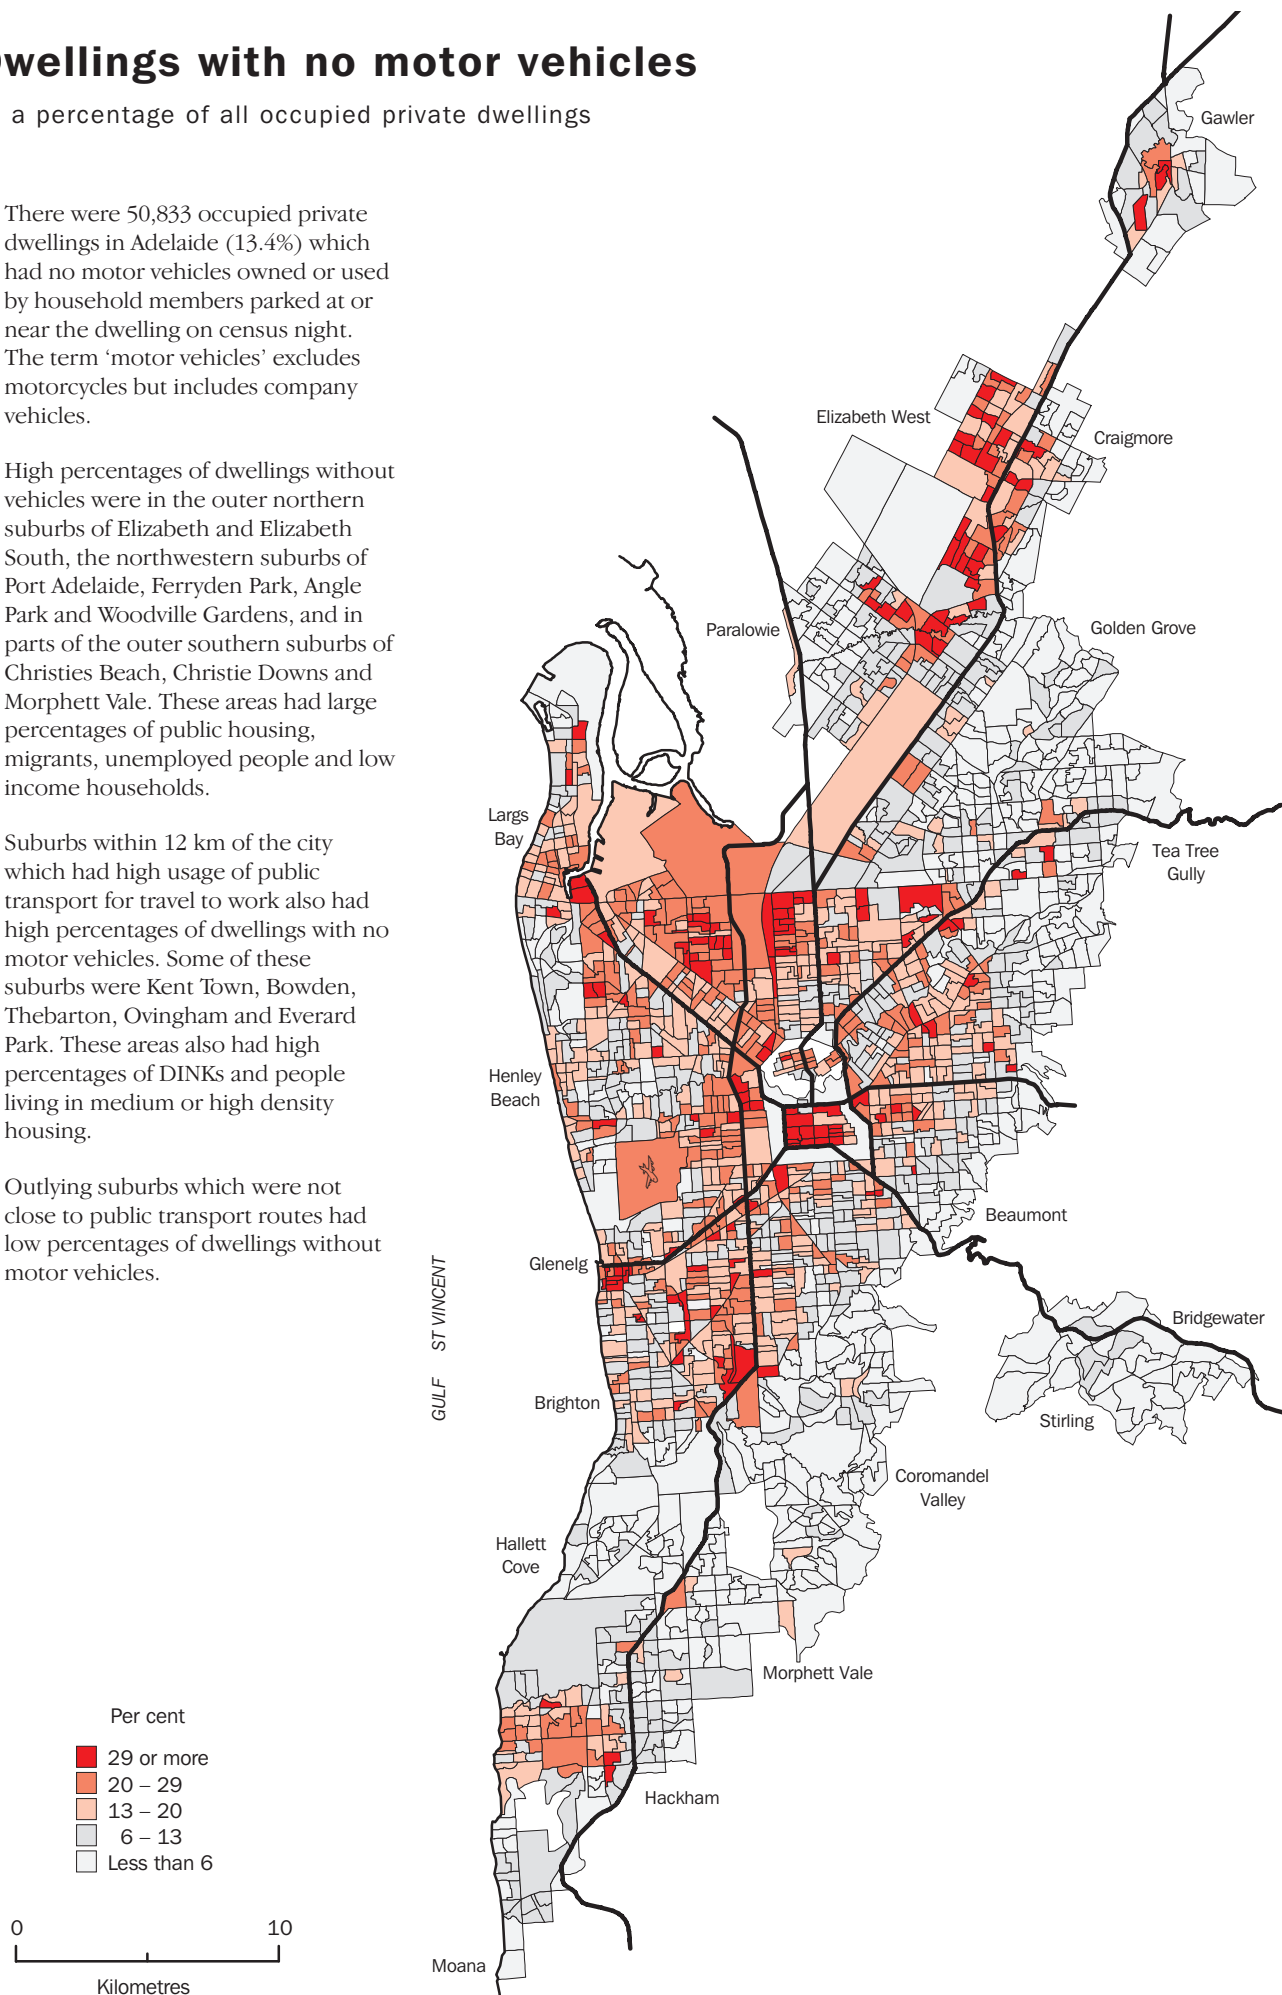 Dwellings with no motor vehicles
a percentage of all occupied private dwellings
There were 50,833 occupied private
dwellings in Adelaide (13.4%) which
had no motor vehicles owned or used
by household members parked at or
near the dwelling on census night.
The term ‘motor vehicles’ excludes
motorcycles but includes company
vehicles.
High percentages of dwellings without
vehicles were in the outer northern
suburbs of Elizabeth and Elizabeth
South, the northwestern suburbs of
Port Adelaide, Ferryden Park, Angle
Park and Woodville Gardens, and in
parts of the outer southern suburbs of
Christies Beach, Christie Downs and
Morphett Vale. These areas had large
percentages of public housing,
migrants, unemployed people and low
income households.
Suburbs within 12 km of the city
which had high usage of public
transport for travel to work also had
high percentages of dwellings with no
motor vehicles. Some of these
suburbs were Kent Town, Bowden,
Thebarton, Ovingham and Everard
Park. These areas also had high
percentages of DINKs and people
living in medium or high density
housing.
Outlying suburbs which were not
close to public transport routes had
low percentages of dwellings without
motor vehicles.
Gawler
Elizabeth West
Craigmore
Paralowie
Golden Grove
Largs
Bay
Tea Tree
Gully
Henley
Beach
Beaumont
Glenelg
GULF ST VINCENT
Bridgewater
Brighton
Stirling
Coromandel
Valley
Hallett
Cove
Morphett Vale
Hackham
Moana
Per cent
29 or more
20 – 29
13 – 20
6 – 13
Less than 6
0 10
Kilometres